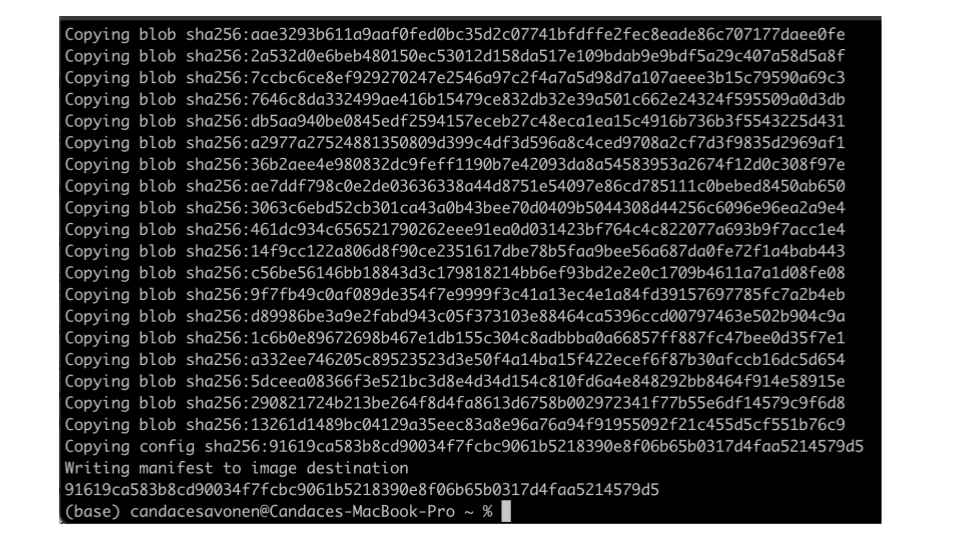 Copying blob sha256:aae3293b611a9aaf0fed0bc35d2c07741bfdffe2fec8eade86c707177daee0fe
Copying blob sha256:2a532d0e6beb480150ec53012d158da517e109bdab9e9bdf5a29c407a58d5a8f
Copying blob sha256:7ccbc6ce8ef929270247e2546a97c2f4a7a5d98d7a107aeee3b15c79590a69c3
Copying blob sha256:7646c8da332499ae416b15479ce832db32e39a501c662e24324f595509a0d3db
Copying blob sha256:db5aa940be0845edf2594157eceb27c48eca1ea15c4916b736b3f5543225d431
Copying blob sha256:a2977a27524881350809d399c4df3d596a8c4ced9708a2cf7d3f9835d2969af1
Copying blob sha256:36b2aee4e980832dc9feff1190b7e42093da8a54583953a2674f12d0c308f97e
Copying blob sha256:ae7ddf798c0e2de03636338a44d8751e54097e86cd785111c0bebed8450ab650
Copying blob sha256:3063c6ebd52cb301ca43a0b43bee70d0409b5044308d44256c6096e96ea2a9e4
Copying blob sha256:461dc934c656521790262eee91ea0d031423bf764c4c822077a693b9f7acc1e4
Copying blob sha256:14f9cc122a806d8f90ce2351617dbe78b5faa9bee56a687da0fe72f1a4bab443
Copying blob sha256:c56be56146bb18843d3c179818214bb6ef93bd2e2e0c1709b4611a7a1d08fe08
Copying blob sha256:9f7fb49c0af089de354f7e9999f3c41a13ec4e1a84fd39157697785fc7a2b4eb
Copying blob sha256:d89986be3a9e2fabd943c05f373103e88464ca5396ccd00797463e502b904c9a
Copying blob sha256:1c6b0e89672698b467e1db155c304c8adbbba0a66857ff887fc47bee0d35f7e1
Copying blob sha256:a332ee746205c89523523d3e50f4a14ba15f422ecef6f87b30afccb16dc5d654
Copying blob sha256:5dceea08366f3e521bc3d8e4d34d154c810fd6a4e848292bb8464f914e58915e
Copying blob sha256:290821724b213be264f8d4fa8613d6758b002972341f77b55e6df14579c9f6d8
Copying blob sha256:13261d1489bc04129a35eec83a8e96a76a94f91955092f21c455d5cf551b76c9
Copying config sha256:91619ca583b8cd90034f7fcbc9061b5218390e8f06b65b0317d4faa5214579d5
Writing manifest to image destination
91619ca583b8cd90034f7fcbc9061b5218390e8f06b65b0317d4faa5214579d5
(base) candacesavonen@Candaces-MacBook-Pro ~ %